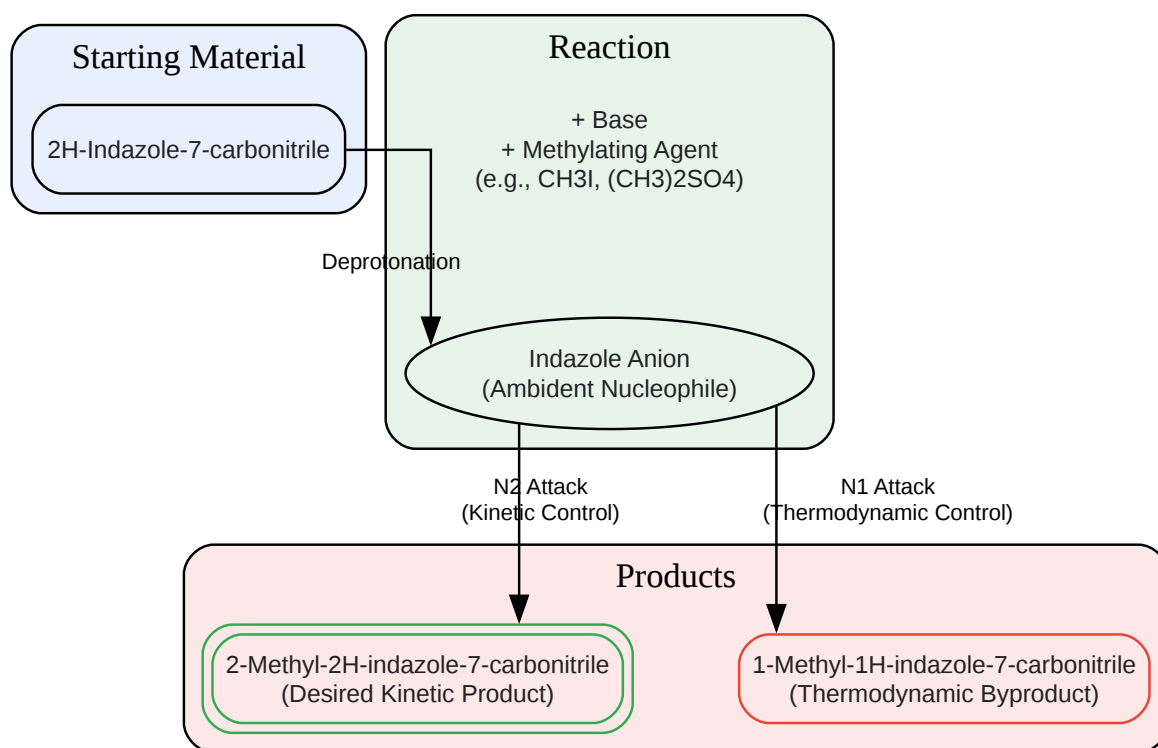 Starting Material
2H-Indazole-7-carbonitrile
Reaction
+ Base
+ Methylating Agent
(e.g., CH3I, (CH3)2SO4)
Deprotonation
Indazole Anion
(Ambident Nucleophile)
N2 Attack
(Kinetic Control)
N1 Attack
(Thermodynamic Control)
Products
2-Methyl-2H-indazole-7-carbonitrile
(Desired Kinetic Product)
1-Methyl-1H-indazole-7-carbonitrile
(Thermodynamic Byproduct)